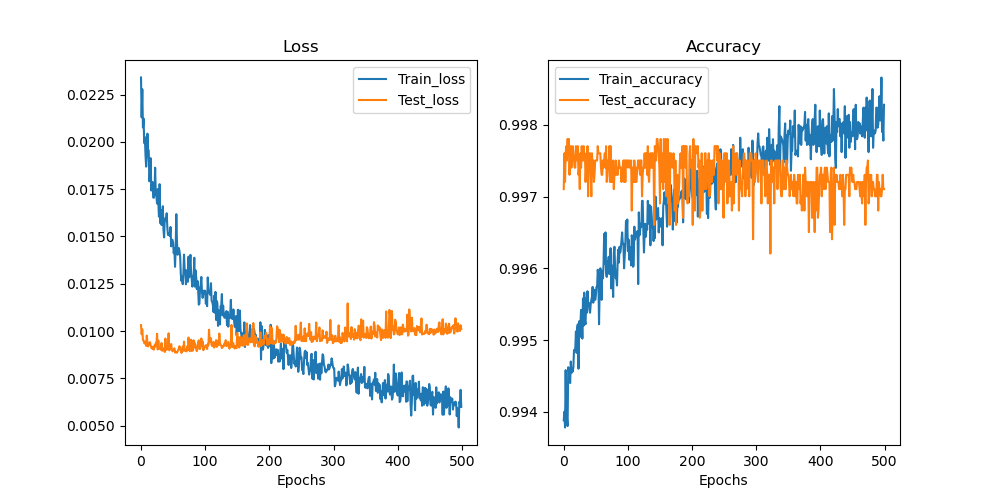 Loss
Train_loss
Test_loss
0.0225
0.0200
0.0175
0.0150
0.0125
0.0100
0.0075
0.0050
0 100 200 300 400 500
Epochs
Accuracy
Train_accuracy
Test_accuracy
0.998
0.997
0.996
0.995
0.994
0 100 200 300 400 500
Epochs